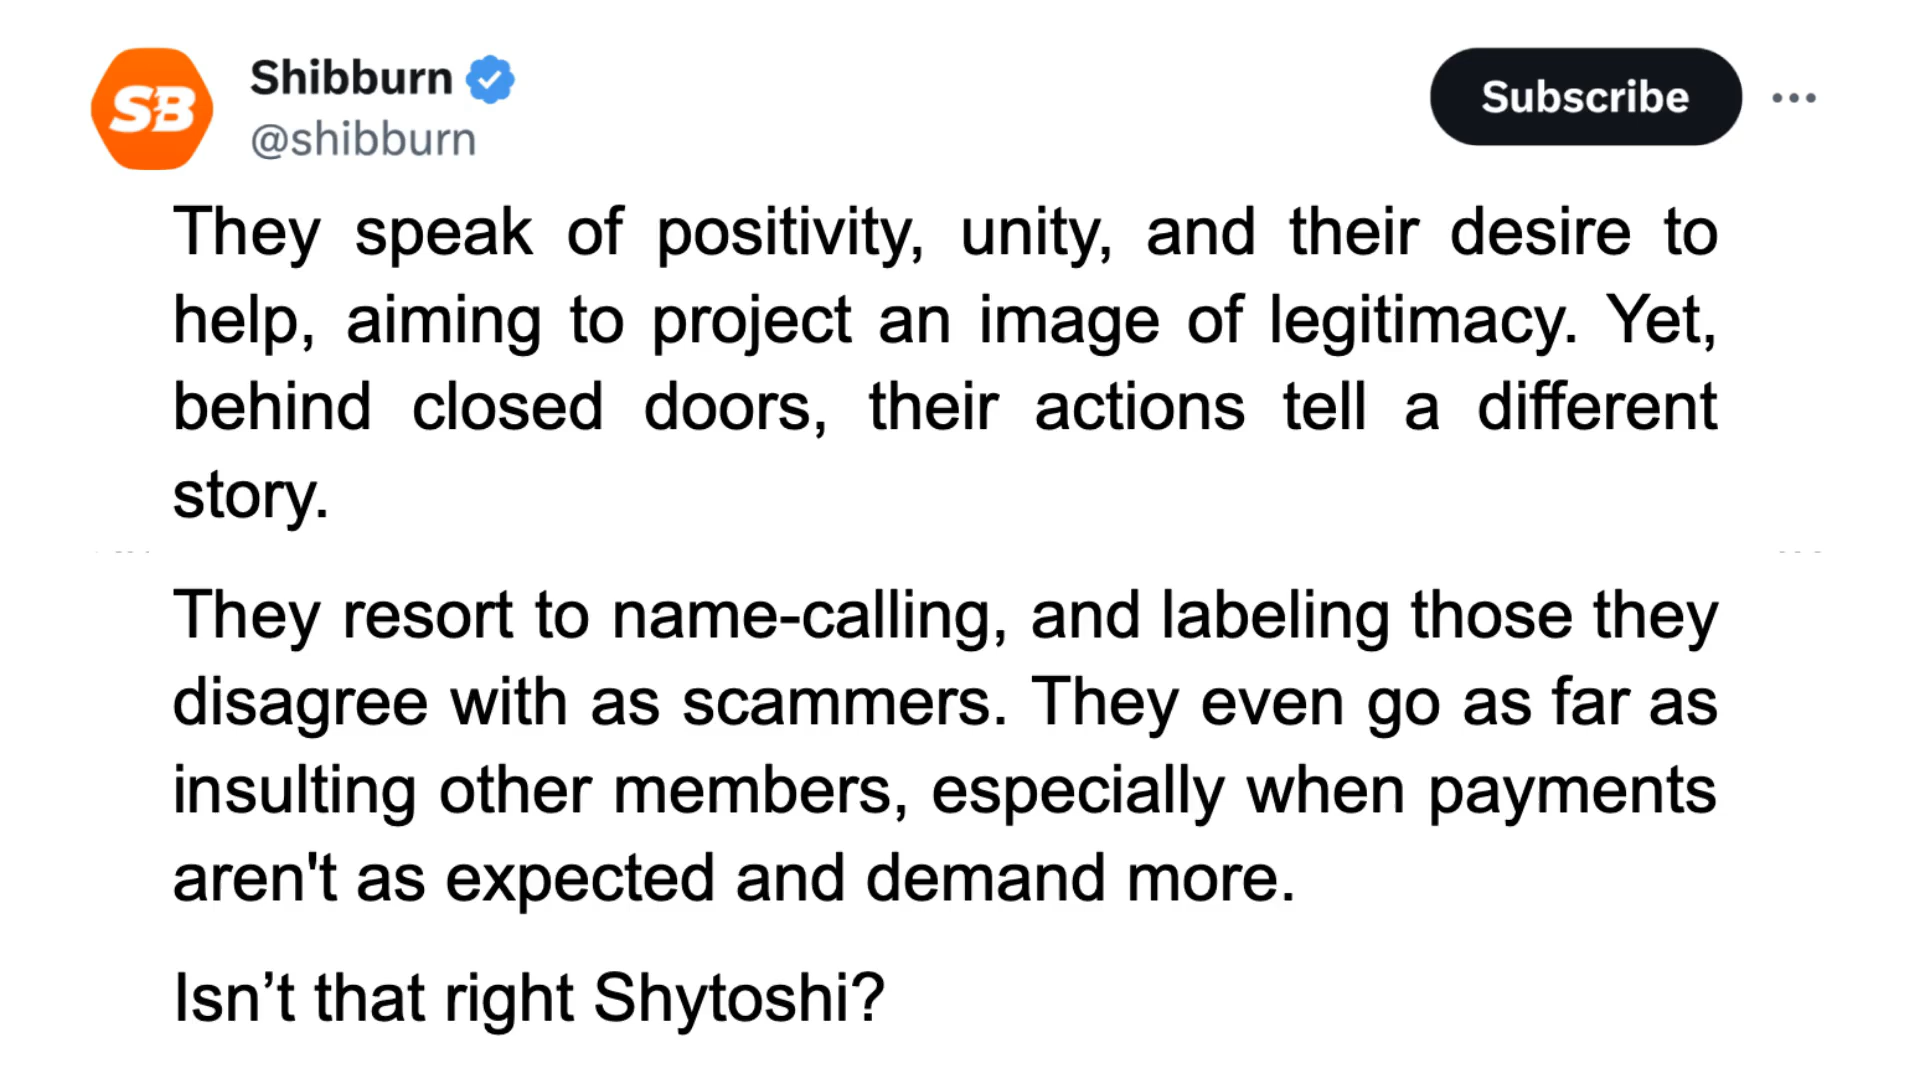 SB
Shibburn
@shibburn
Subscribe
They speak of positivity, unity, and their desire to
help, aiming to project an image of legitimacy. Yet,
behind closed doors, their actions tell a different
story.
They resort to name-calling, and labeling those they
disagree with as scammers. They even go as far as
insulting other members, especially when payments
aren't as expected and demand more.
Isn’t that right Shytoshi?